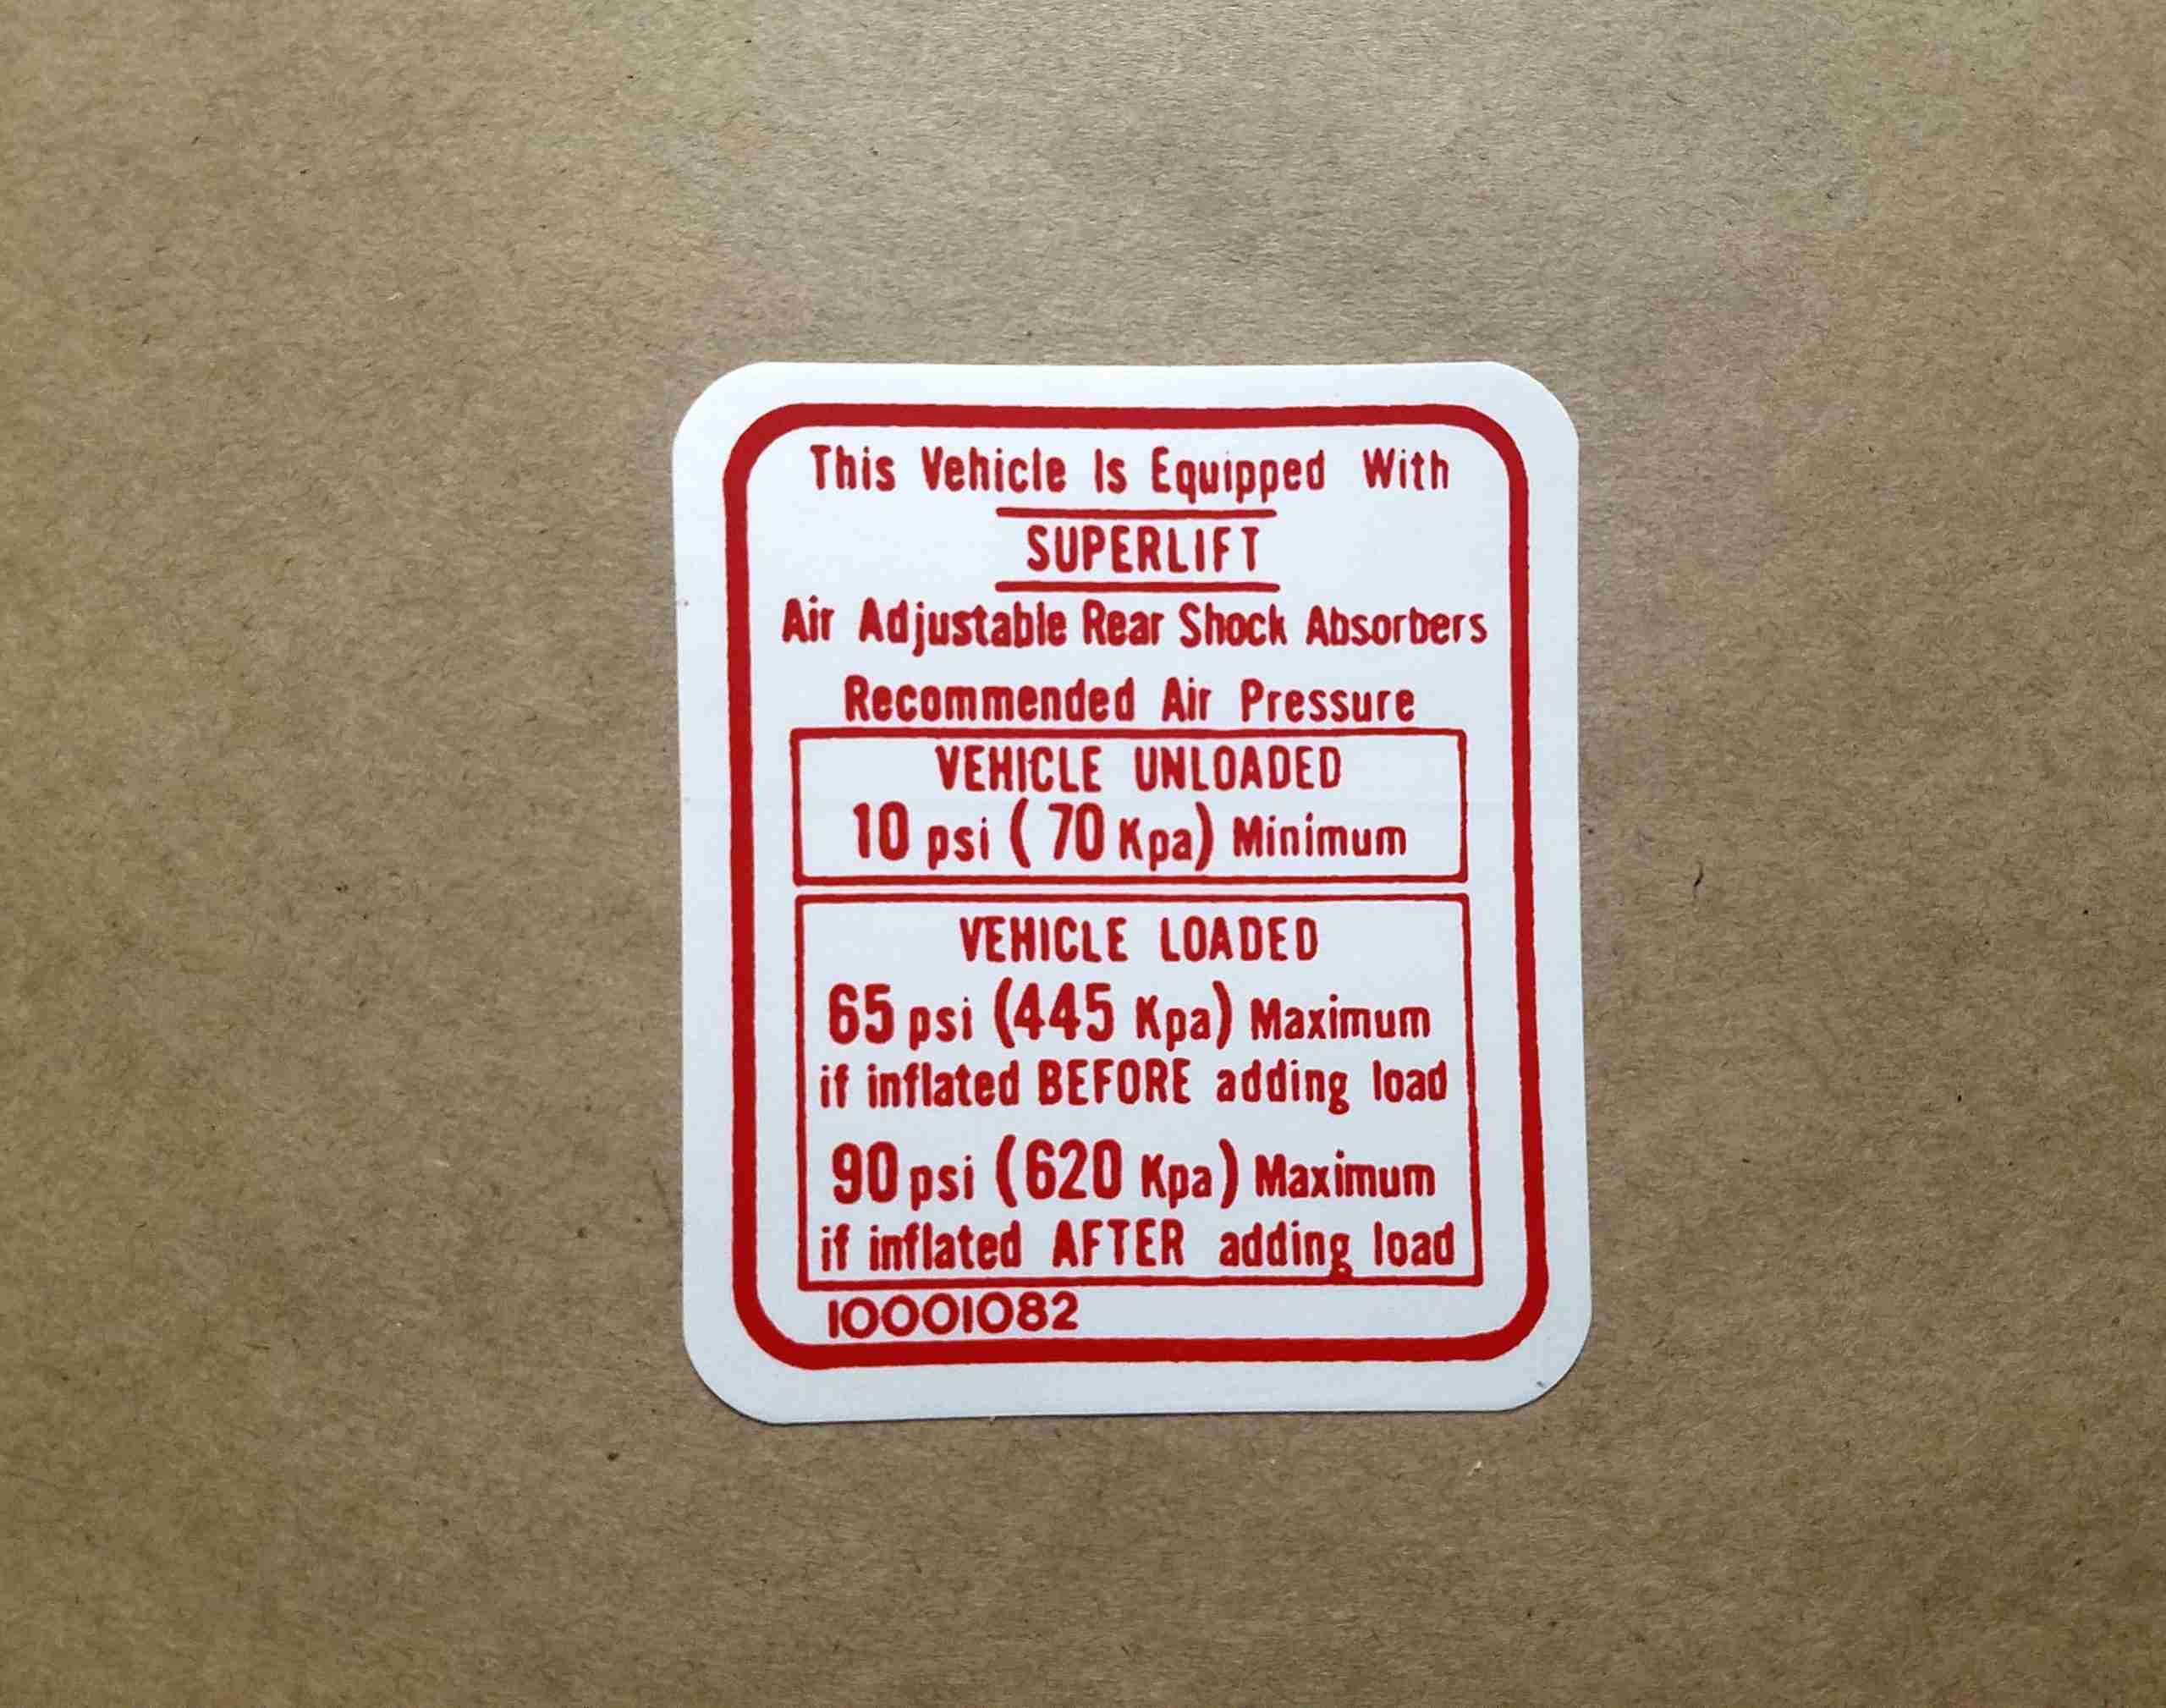 This Vehicle Is Equipped With
SUPERLIFT
Air Adjustable Rear Shock Absorbers
Recommended Air Pressure
VEHICLE UNLOADED
10 psi (70 Kpa) Minimum
VEHICLE LOADED
65 psi (445 Kpa) Maximum
if inflated BEFORE adding load
90 psi (620 Kpa) Maximum
if inflated AFTER adding load
10001082